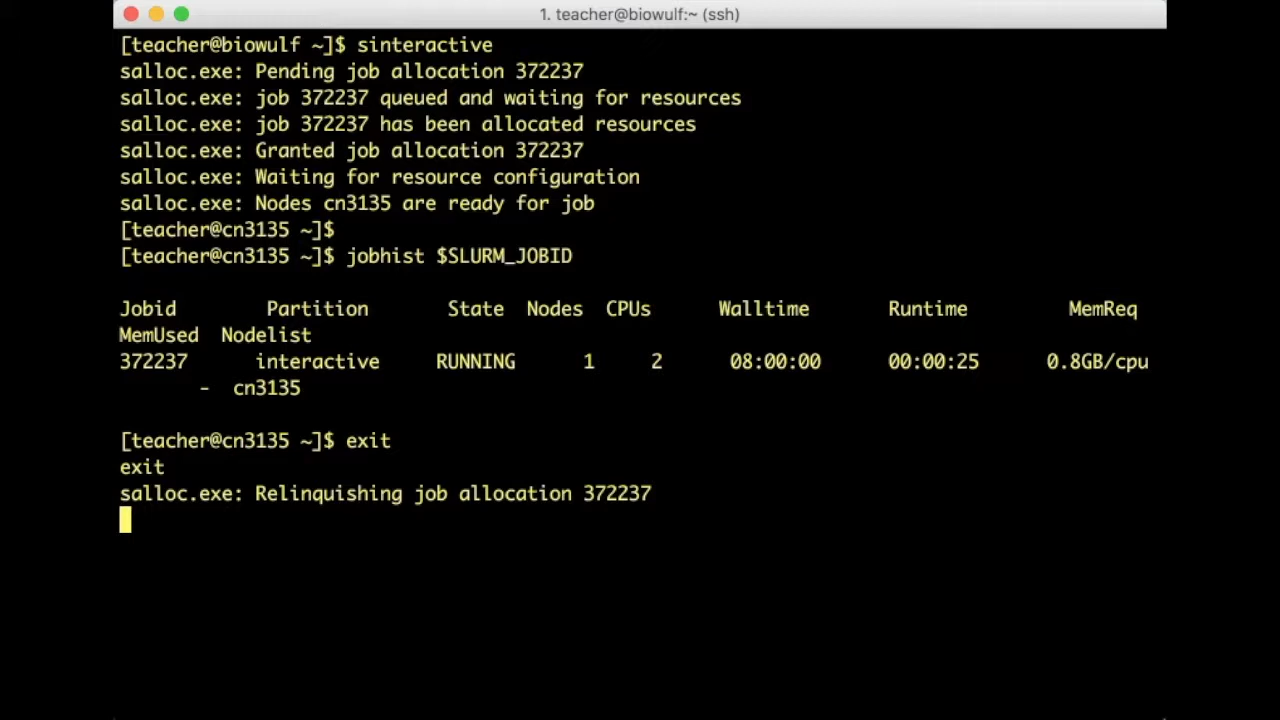 1. teacher@biowulf:~ (ssh)
[teacher@biowulf ~]$ sinteractive
salloc.exe: Pending job allocation 372237
salloc.exe: job 372237 queued and waiting for resources
salloc.exe: job 372237 has been allocated resources
salloc.exe: Granted job allocation 372237
salloc.exe: Waiting for resource configuration
salloc.exe: Nodes cn3135 are ready for job
[teacher@cn3135 ~]$
[teacher@cn3135 ~]$ jobhist $SLURM_JOBID
Jobid        Partition       State  Nodes  CPUs      Walltime       Runtime         MemReq
MemUsed  Nodelist
372237      interactive     RUNNING      1     2      08:00:00      00:00:25      0.8GB/cpu
       -  cn3135
[teacher@cn3135 ~]$ exit
exit
salloc.exe: Relinquishing job allocation 372237